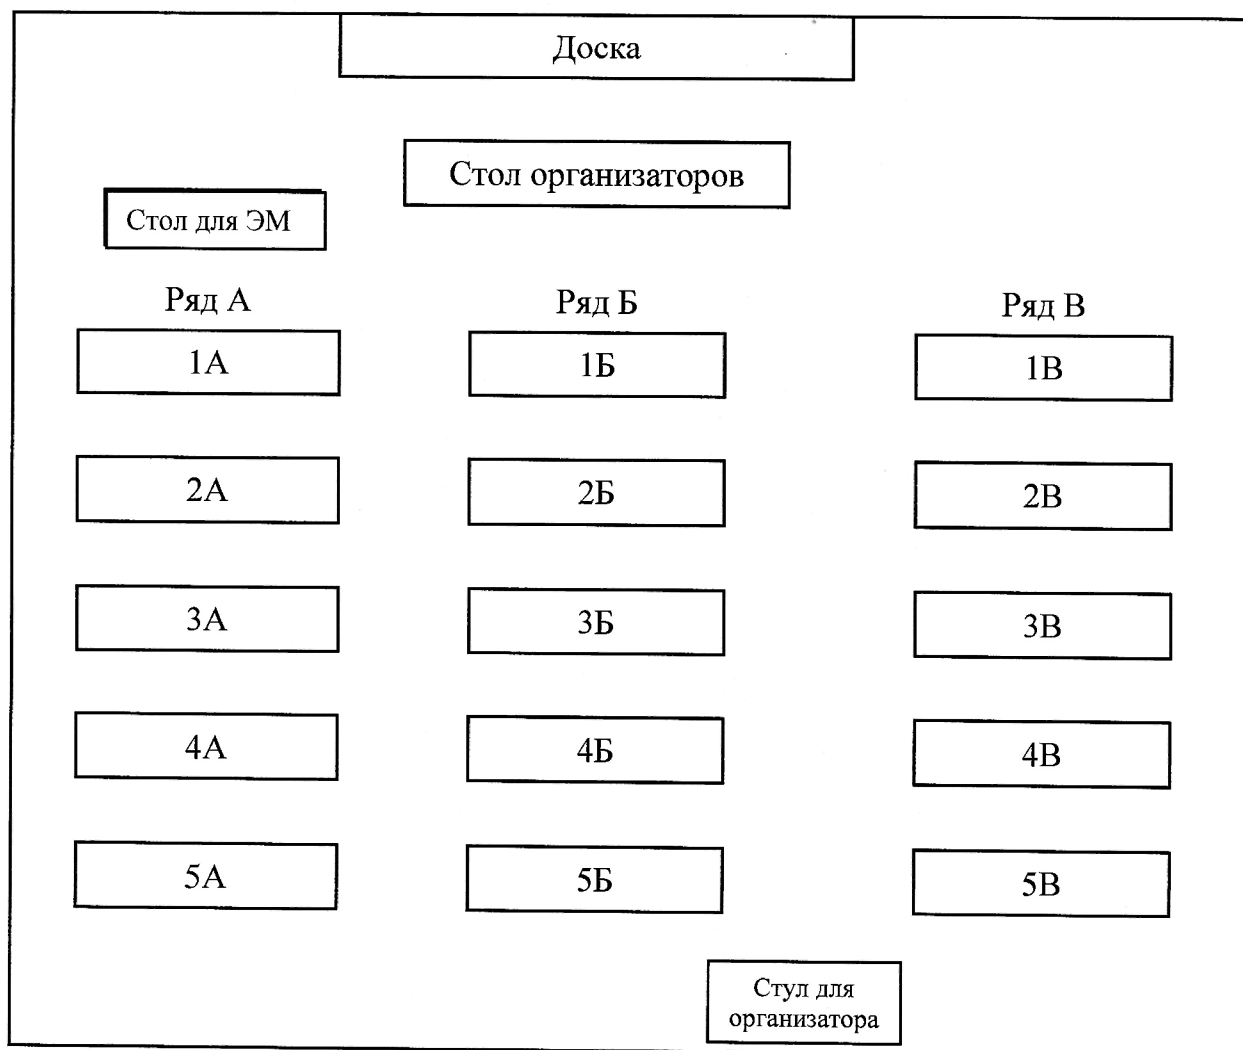 Доска
Стол организаторов
Стол для ЭМ
Ряд А
Ряд Б
Ряд В
1А
1Б
1В
2А
2Б
2В
3А
3Б
3В
4А
4Б
4В
5А
5Б
5В
Стул для
организатора